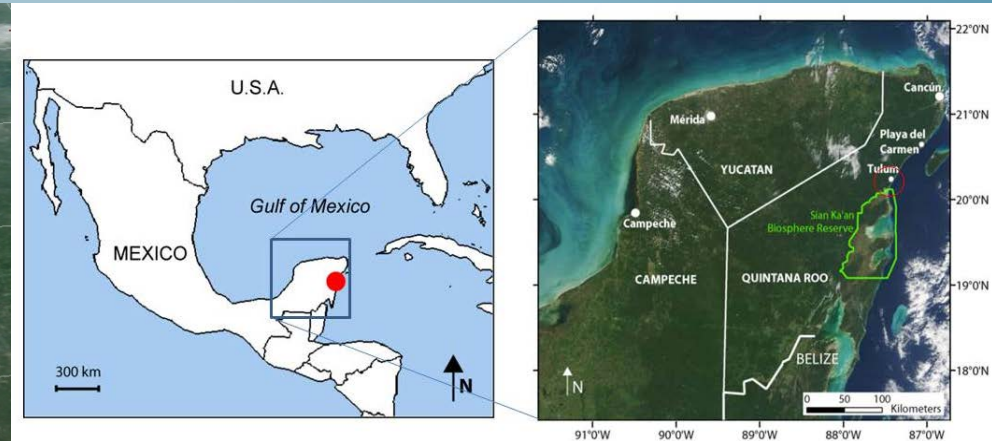 U.S.A.
Gulf of Mexico
MEXICO
300 km
N
22°0'N
21°0'N
20°0'N
19°0'N
18°0'N
Cancún
Mérida
Playa del
Carmen
YUCATAN
Tulum
Sian Ka'an
Biosphere Reserve
Campeche
CAMPECHE
QUINTANA ROO
BELIZE
N
0 50 100
Kilometers
91°0'W 90°0'W 89°0'W 88°0'W 87°0'W